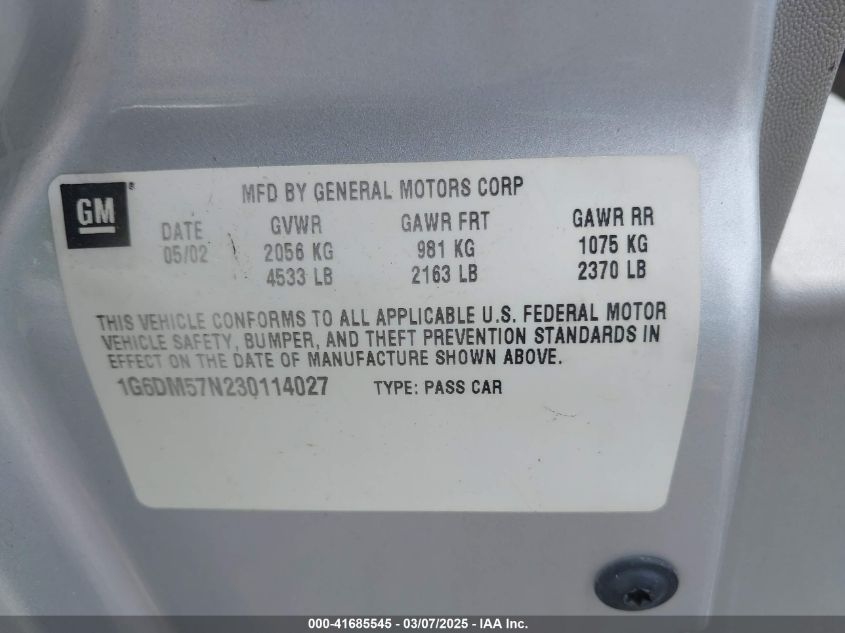 MFD BY GENERAL MOTORS CORP
GM
DATE GVWR GAWR FRT GAWR RR
05/02 2056 KG 981 KG 1075 KG
4533 LB 2163 LB 2370 LB
THIS VEHICLE CONFORMS TO ALL APPLICABLE U.S. FEDERAL MOTOR
VEHICLE SAFETY, BUMPER, AND THEFT PREVENTION STANDARDS IN
EFFECT ON THE DATE OF MANUFACTURE SHOWN ABOVE.
1G6DM57N230114027 TYPE: PASS CAR
000-41685545 - 03/07/2025 - IAA Inc.